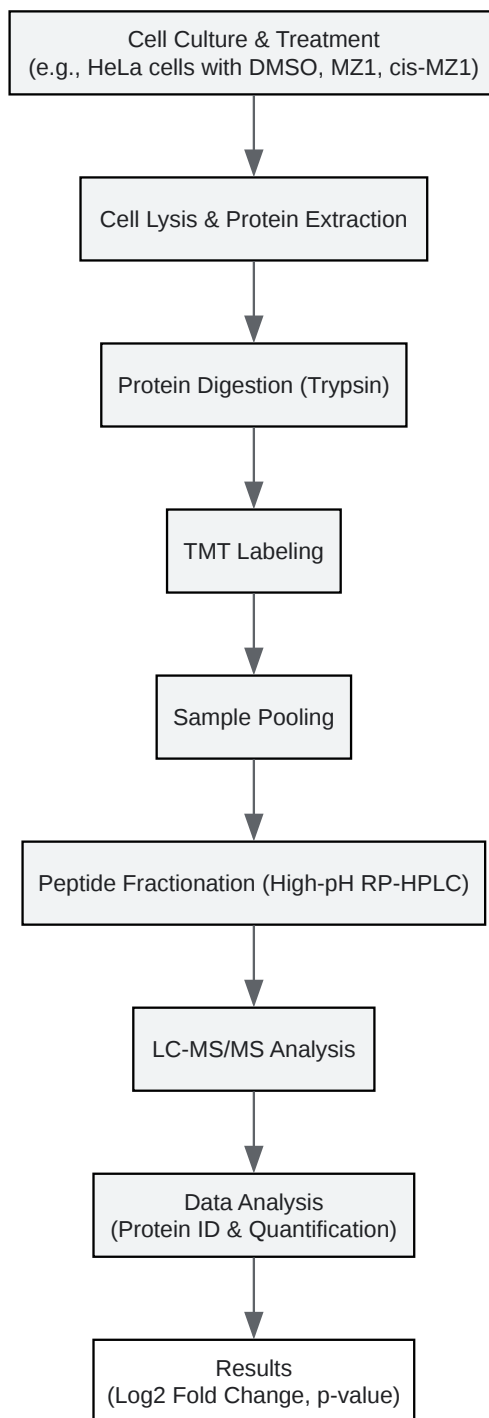 Cell Culture & Treatment
(e.g., HeLa cells with DMSO, MZ1, cis-MZ1)
Cell Lysis & Protein Extraction
Protein Digestion (Trypsin)
TMT Labeling
Sample Pooling
Peptide Fractionation (High-pH RP-HPLC)
LC-MS/MS Analysis
Data Analysis
(Protein ID & Quantification)
Results
(Log2 Fold Change, p-value)